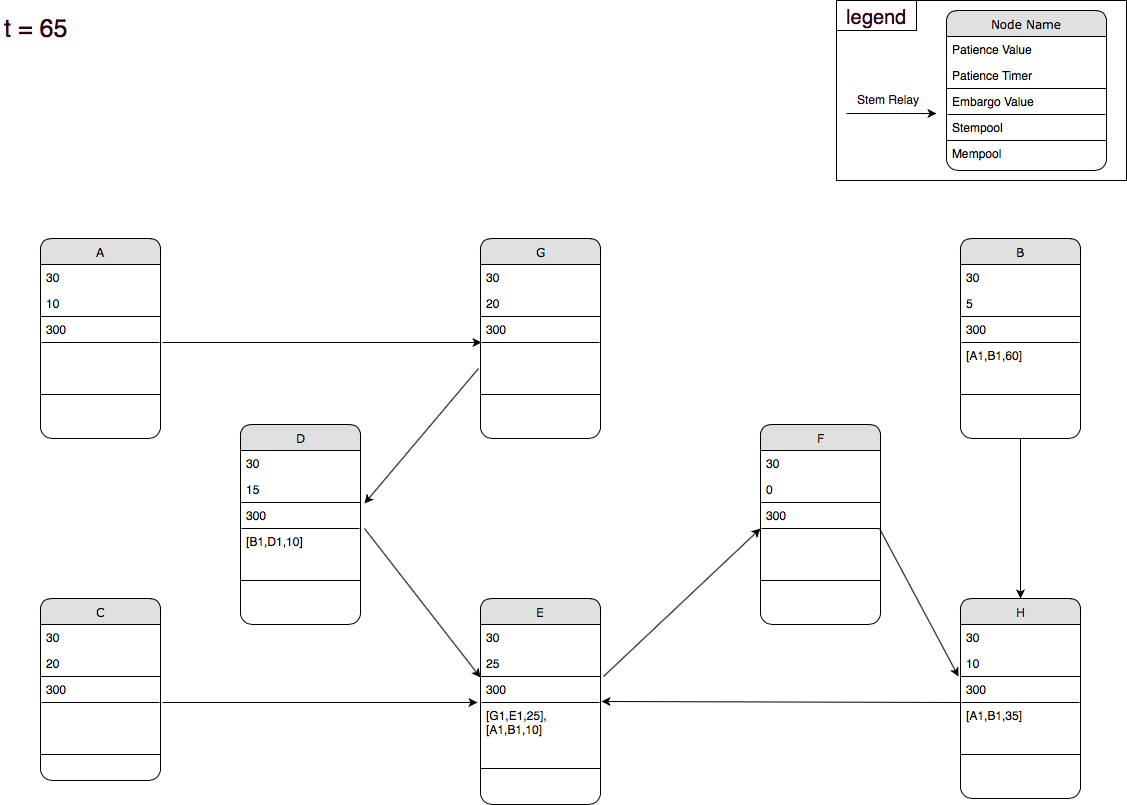 t = 65
legend
Node Name
Patience Value
Patience Timer
Stem Relay
Embargo Value
Stempool
Mempool
A
30
10
300
G
30
20
300
B
30
5
300
[A1,B1,60]
D
30
15
300
[B1,D1,10]
F
30
0
300
C
30
20
300
E
30
25
300
[G1,E1,25],
[A1,B1,10]
H
30
10
300
[A1,B1,35]